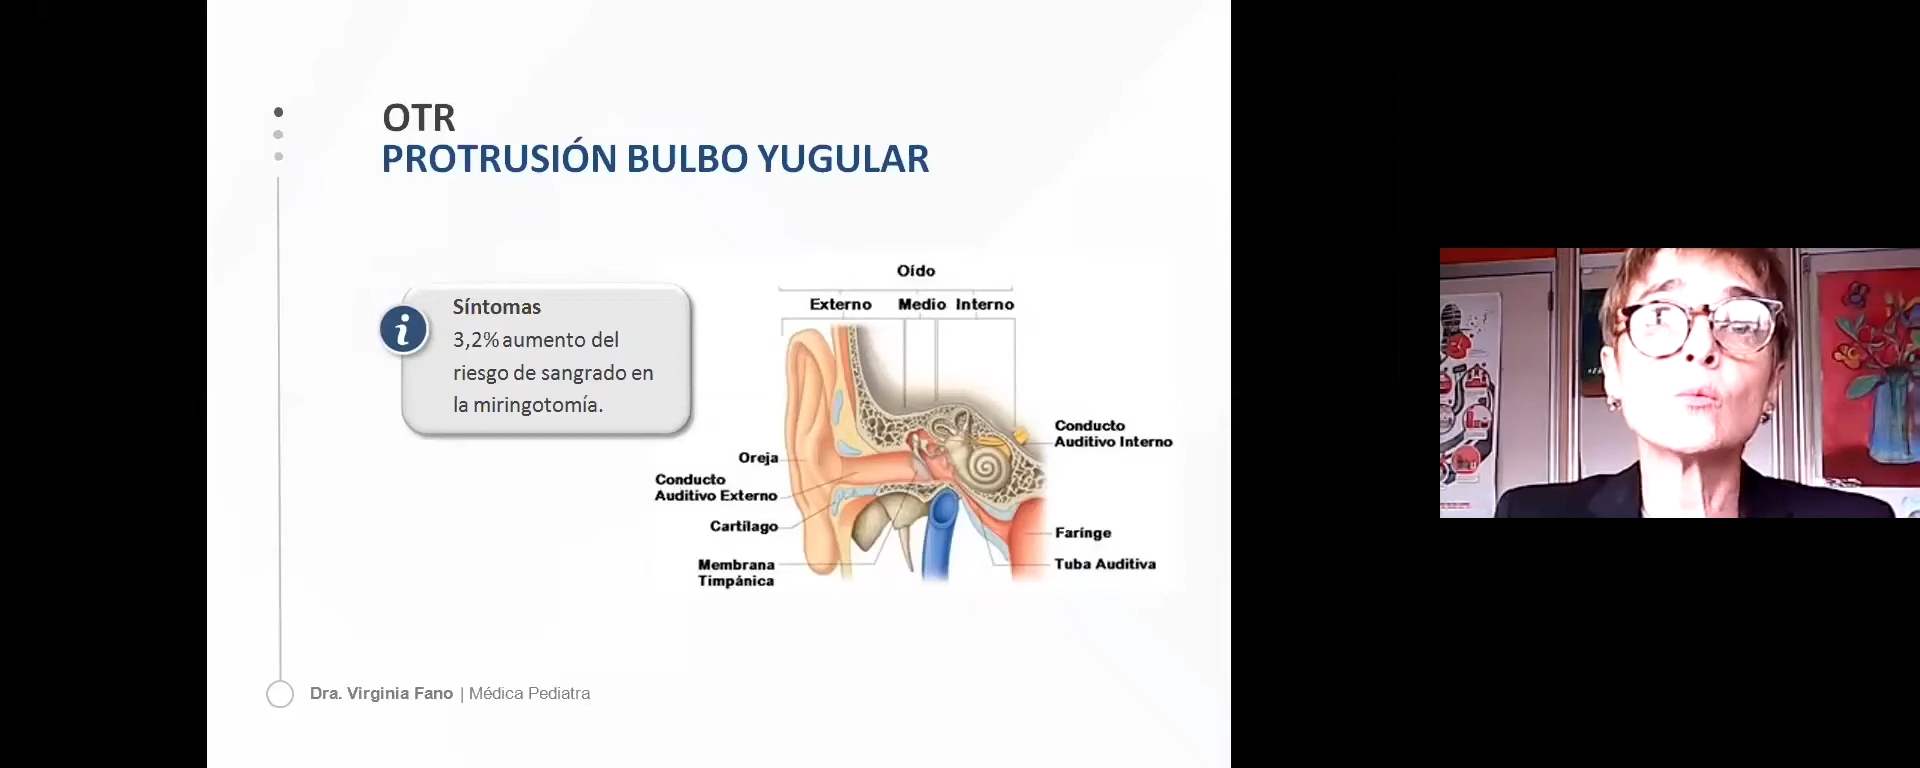 OTR
PROTRUSIÓN BULBO YUGULAR
Síntomas
3,2% aumento del
riesgo de sangrado en
la miringotomía.
Oído
Externo Medio Interno
Conducto
Auditivo Interno
Oreja
Conducto
Auditivo Externo
Cartílago
Membrana
Timpánica
Faringe
Tuba Auditiva
Dra. Virginia Fano | Médica Pediatra